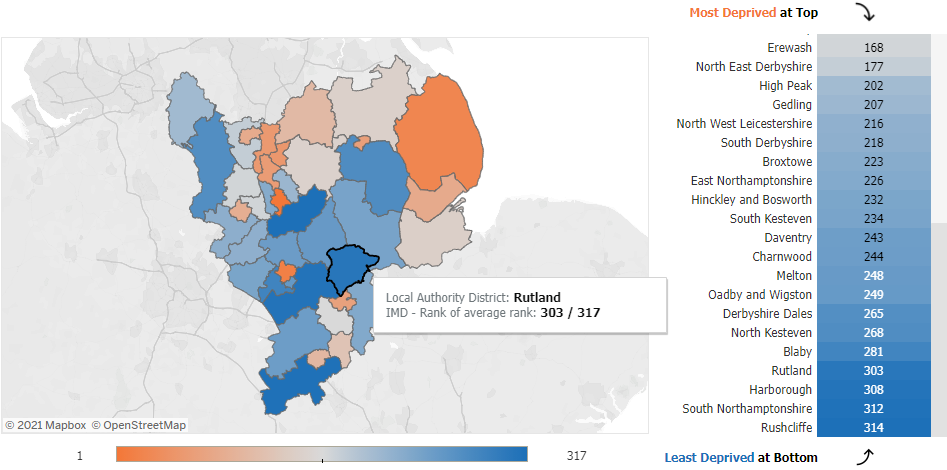 Most Deprived at Top
Erewash 168
North East Derbyshire 177
High Peak 202
Gedling 207
North West Leicestershire 216
South Derbyshire 218
Broxtowe 223
East Northamptonshire 226
Hinckley and Bosworth 232
South Kesteven 234
Daventry 243
Charnwood 244
Melton 248
Oadby and Wigston 249
Derbyshire Dales 265
North Kesteven 268
Blaby 281
Rutland 303
Harborough 308
South Northamptonshire 312
Rushcliffe 314
Least Deprived at Bottom
Local Authority District: Rutland
IMD - Rank of average rank: 303 / 317
© 2021 Mapbox © OpenStreetMap
1 317